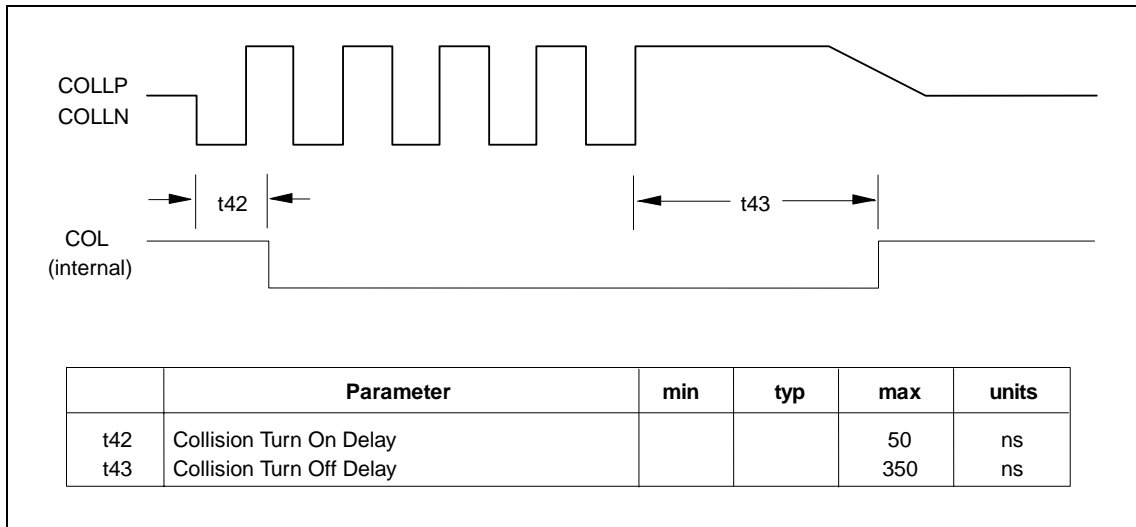 COLLP
COLLN
t42
t43
COL
(internal)
Parameter min typ max units
t42 Collision Turn On Delay 50 ns
t43 Collision Turn Off Delay 350 ns